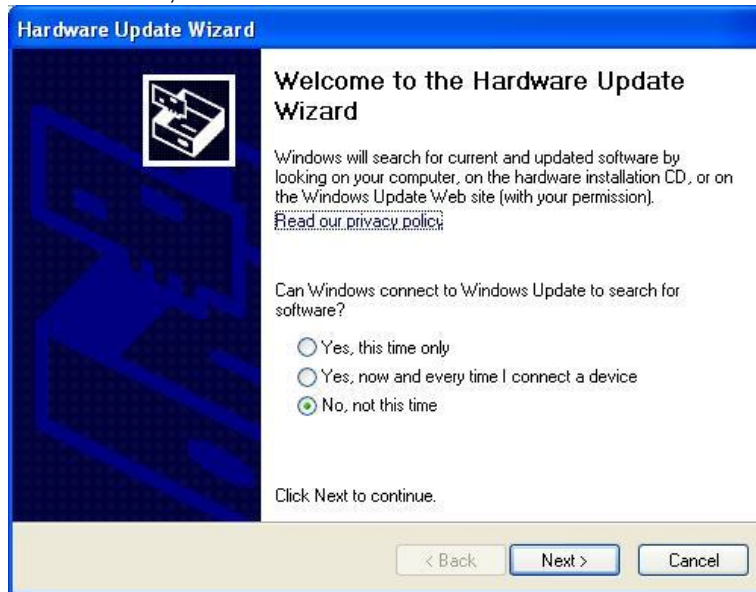 Hardware Update Wizard
Welcome to the Hardware Update
Wizard
Windows will search for current and updated software by
looking on your computer, on the hardware installation CD, or on
the Windows Update Web site (with your permission).
Read our privacy policy
Can Windows connect to Windows Update to search for
software?
Yes, this time only
Yes, now and every time I connect a device
No, not this time
Click Next to continue.
< Back
Next >
Cancel